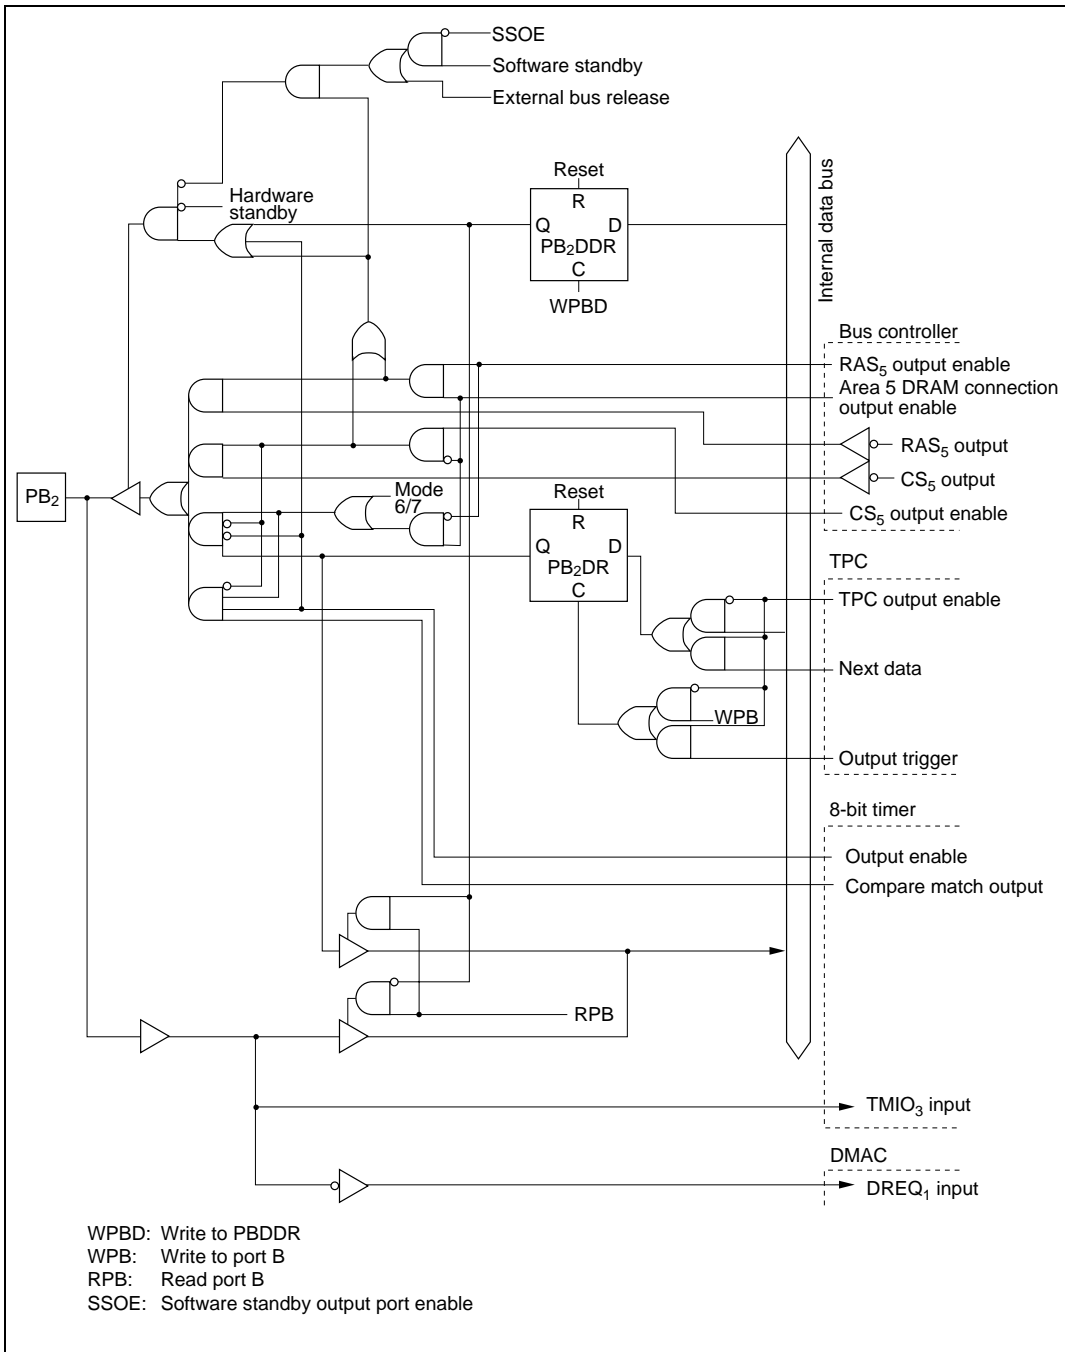 SSOE
Software standby
External bus release
Hardware
standby
Reset
R
Q D
PB₂DDR
C
WPBD
Internal data bus
Bus controller
RAS₅ output enable
Area 5 DRAM connection
output enable
RAS₅ output
CS₅ output
CS₅ output enable
PB₂
Mode
6/7
Reset
R
Q D
PB₂DR
C
TPC
TPC output enable
Next data
WPB
Output trigger
8-bit timer
Output enable
Compare match output
RPB
TMIO₃ input
DMAC
DREQ₁ input
WPBD: Write to PBDDR
WPB: Write to port B
RPB: Read port B
SSOE: Software standby output port enable